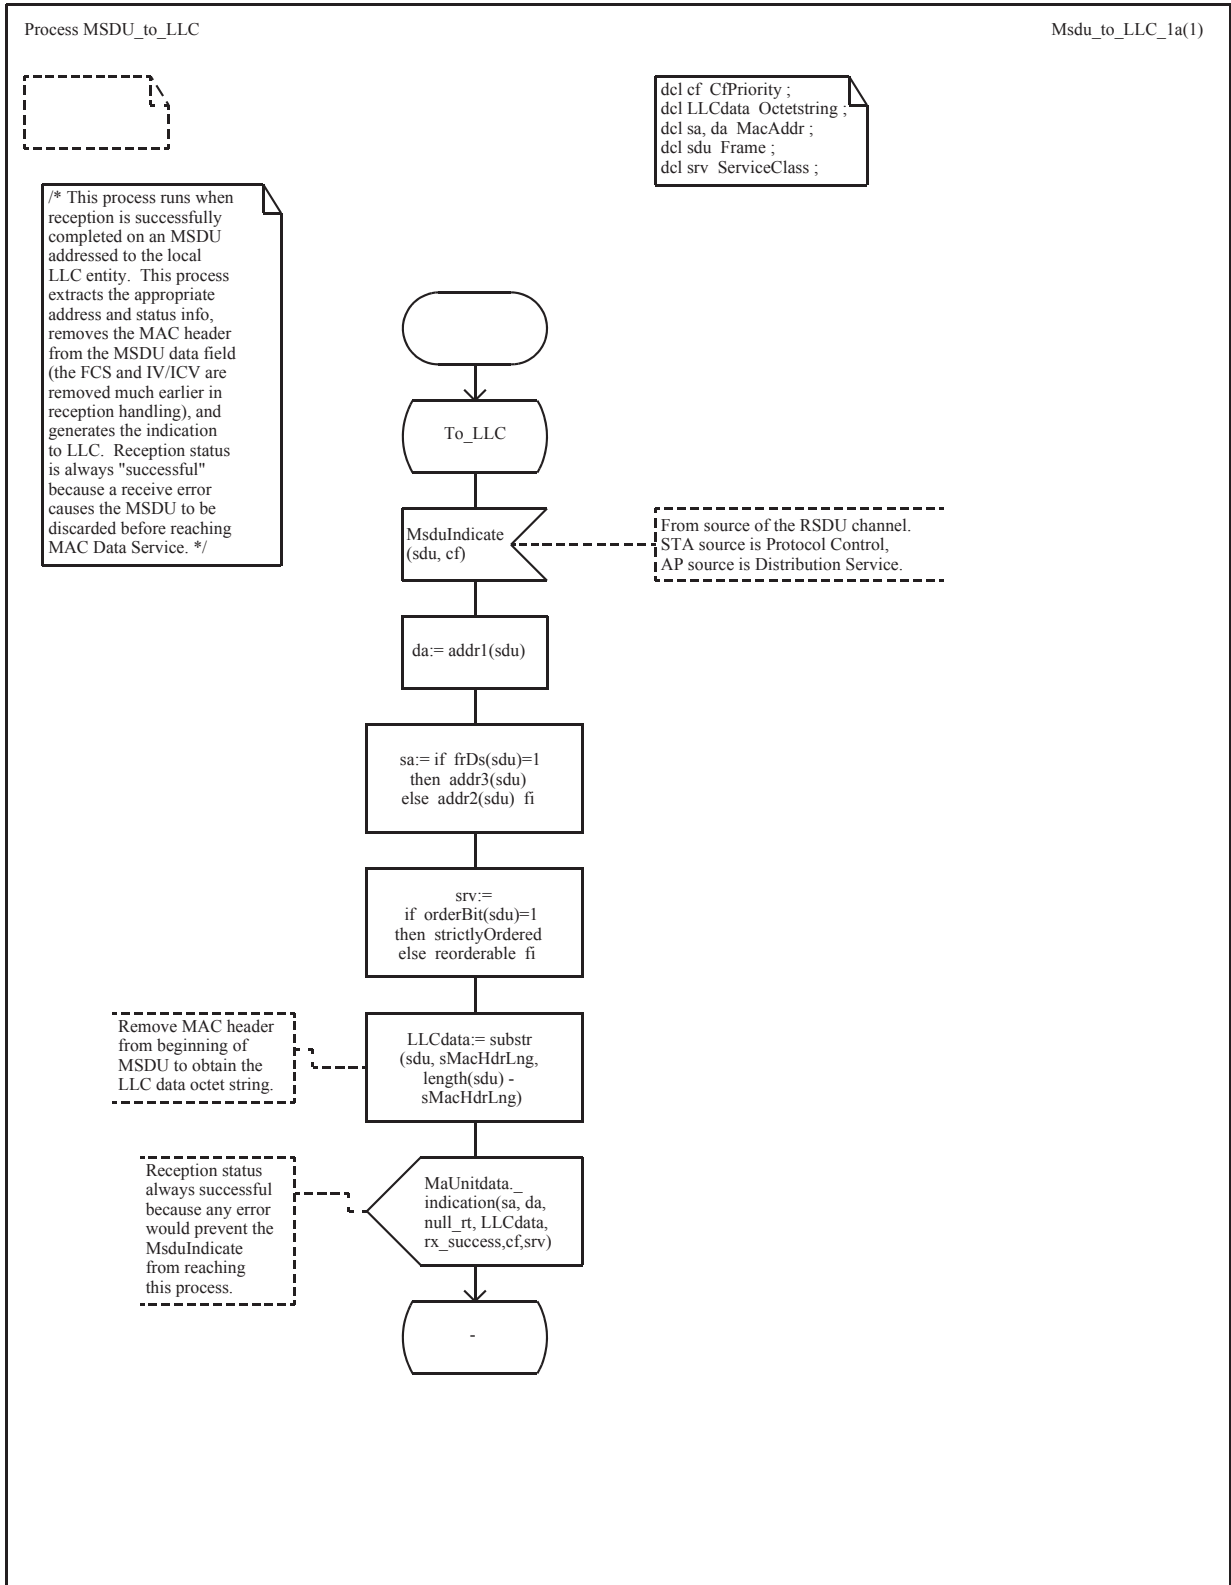 Process MSDU_to_LLC
Msdu_to_LLC_1a(1)
dcl cf  CfPriority ;
dcl LLCdata  Octetstring ;
dcl sa, da  MacAddr ;
dcl sdu  Frame ;
dcl srv  ServiceClass ;
/* This process runs when
reception is successfully
completed on an MSDU
addressed to the local
LLC entity.  This process
extracts the appropriate
address and status info,
removes the MAC header
from the MSDU data field
(the FCS and IV/ICV are
removed much earlier in
reception handling), and
generates the indication
to LLC.  Reception status
is always "successful"
because a receive error
causes the MSDU to be
discarded before reaching
MAC Data Service. */
To_LLC
MsduIndicate
(sdu, cf)
From source of the RSDU channel.
STA source is Protocol Control,
AP source is Distribution Service.
da:= addr1(sdu)
sa:= if  frDs(sdu)=1
then  addr3(sdu)
else  addr2(sdu)  fi
srv:=
if  orderBit(sdu)=1
then  strictlyOrdered
else  reorderable  fi
Remove MAC header
from beginning of
MSDU to obtain the
LLC data octet string.
LLCdata:= substr
(sdu, sMacHdrLng,
length(sdu) -
sMacHdrLng)
Reception status
always successful
because any error
would prevent the
MsduIndicate
from reaching
this process.
MaUnitdata._
indication(sa, da,
null_rt, LLCdata,
rx_success,cf,srv)
-